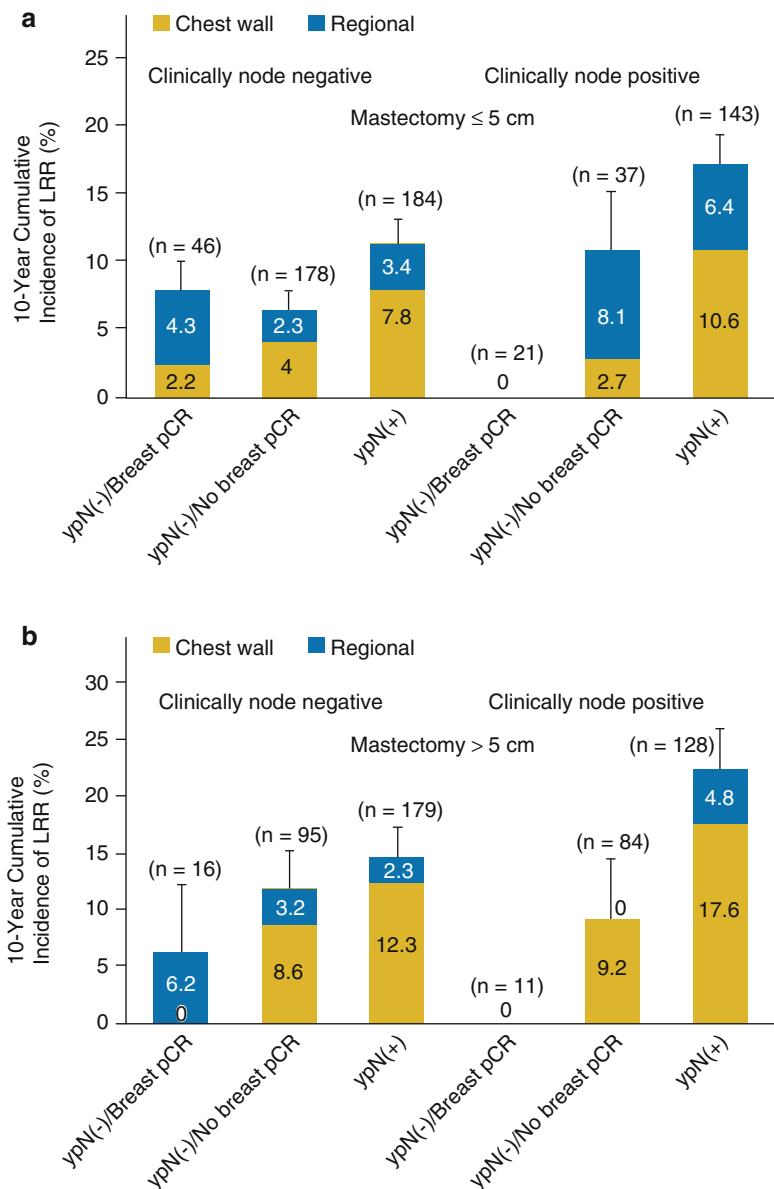 a
Chest wall
Regional
Clinically node negative
Clinically node positive
Mastectomy ≤ 5 cm
10-Year Cumulative
Incidence of LRR (%)
25
20
15
10
5
0
(n = 46)
4.3
2.2
(n = 178)
2.3
4
(n = 184)
3.4
7.8
(n = 21)
0
(n = 37)
8.1
2.7
(n = 143)
6.4
10.6
ypN(-)/Breast pCR
ypN(-)/No breast pCR
ypN(+)
ypN(-)/Breast pCR
ypN(-)/No breast pCR
ypN(+)
b
Chest wall
Regional
Clinically node negative
Clinically node positive
Mastectomy > 5 cm
10-Year Cumulative
Incidence of LRR (%)
30
25
20
15
10
5
0
(n = 16)
6.2
0
(n = 95)
3.2
8.6
(n = 179)
2.3
12.3
(n = 11)
0
(n = 84)
0
9.2
(n = 128)
4.8
17.6
ypN(-)/Breast pCR
ypN(-)/No breast pCR
ypN(+)
ypN(-)/Breast pCR
ypN(-)/No breast pCR
ypN(+)